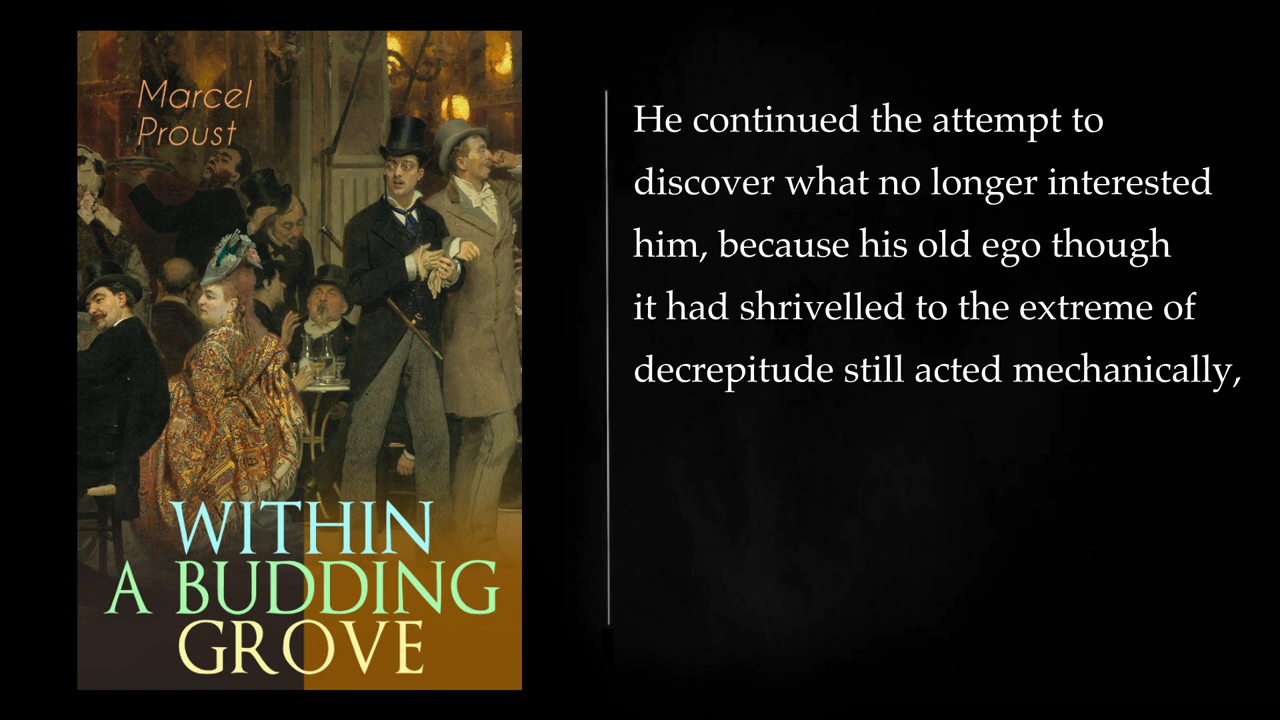 Marcel
Proust
WITHIN
A BUDDING
GROVE
He continued the attempt to
discover what no longer interested
him, because his old ego though
it had shrivelled to the extreme of
decrepitude still acted mechanically,